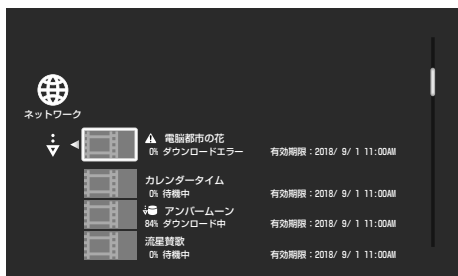 ネットワーク
電脳都市の花
0% ダウンロードエラー 有効期限：2018/ 9/ 1 11:00AM
カレンダータイム
0% 待機中 有効期限：2018/ 9/ 1 11:00AM
アンバームーン
84% ダウンロード中 有効期限：2018/ 9/ 1 11:00AM
流星賛歌
0% 待機中 有効期限：2018/ 9/ 1 11:00AM